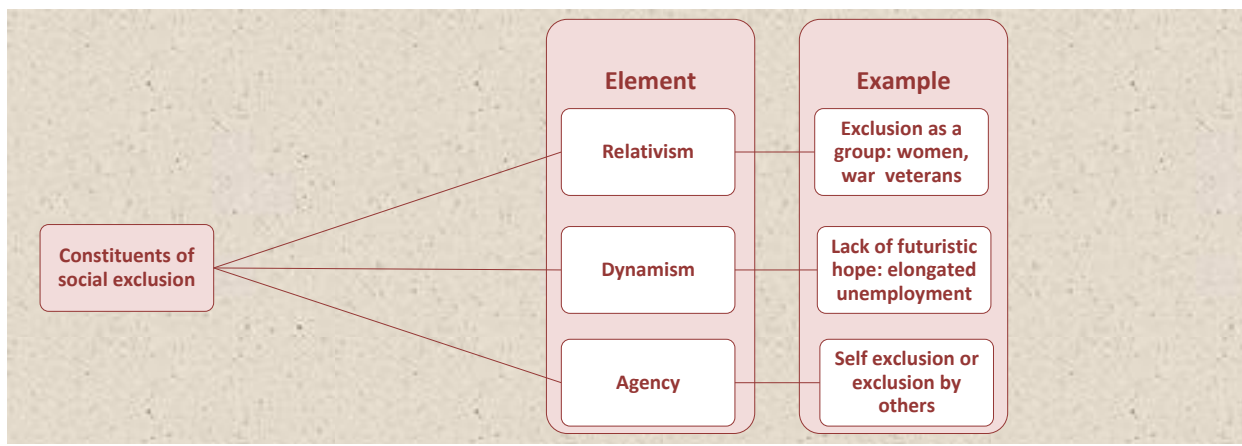 Element
Example
Constituents of
social exclusion
Relativism
Exclusion as a
group: women,
war veterans
Dynamism
Lack of futuristic
hope: elongated
unemployment
Agency
Self exclusion or
exclusion by
others